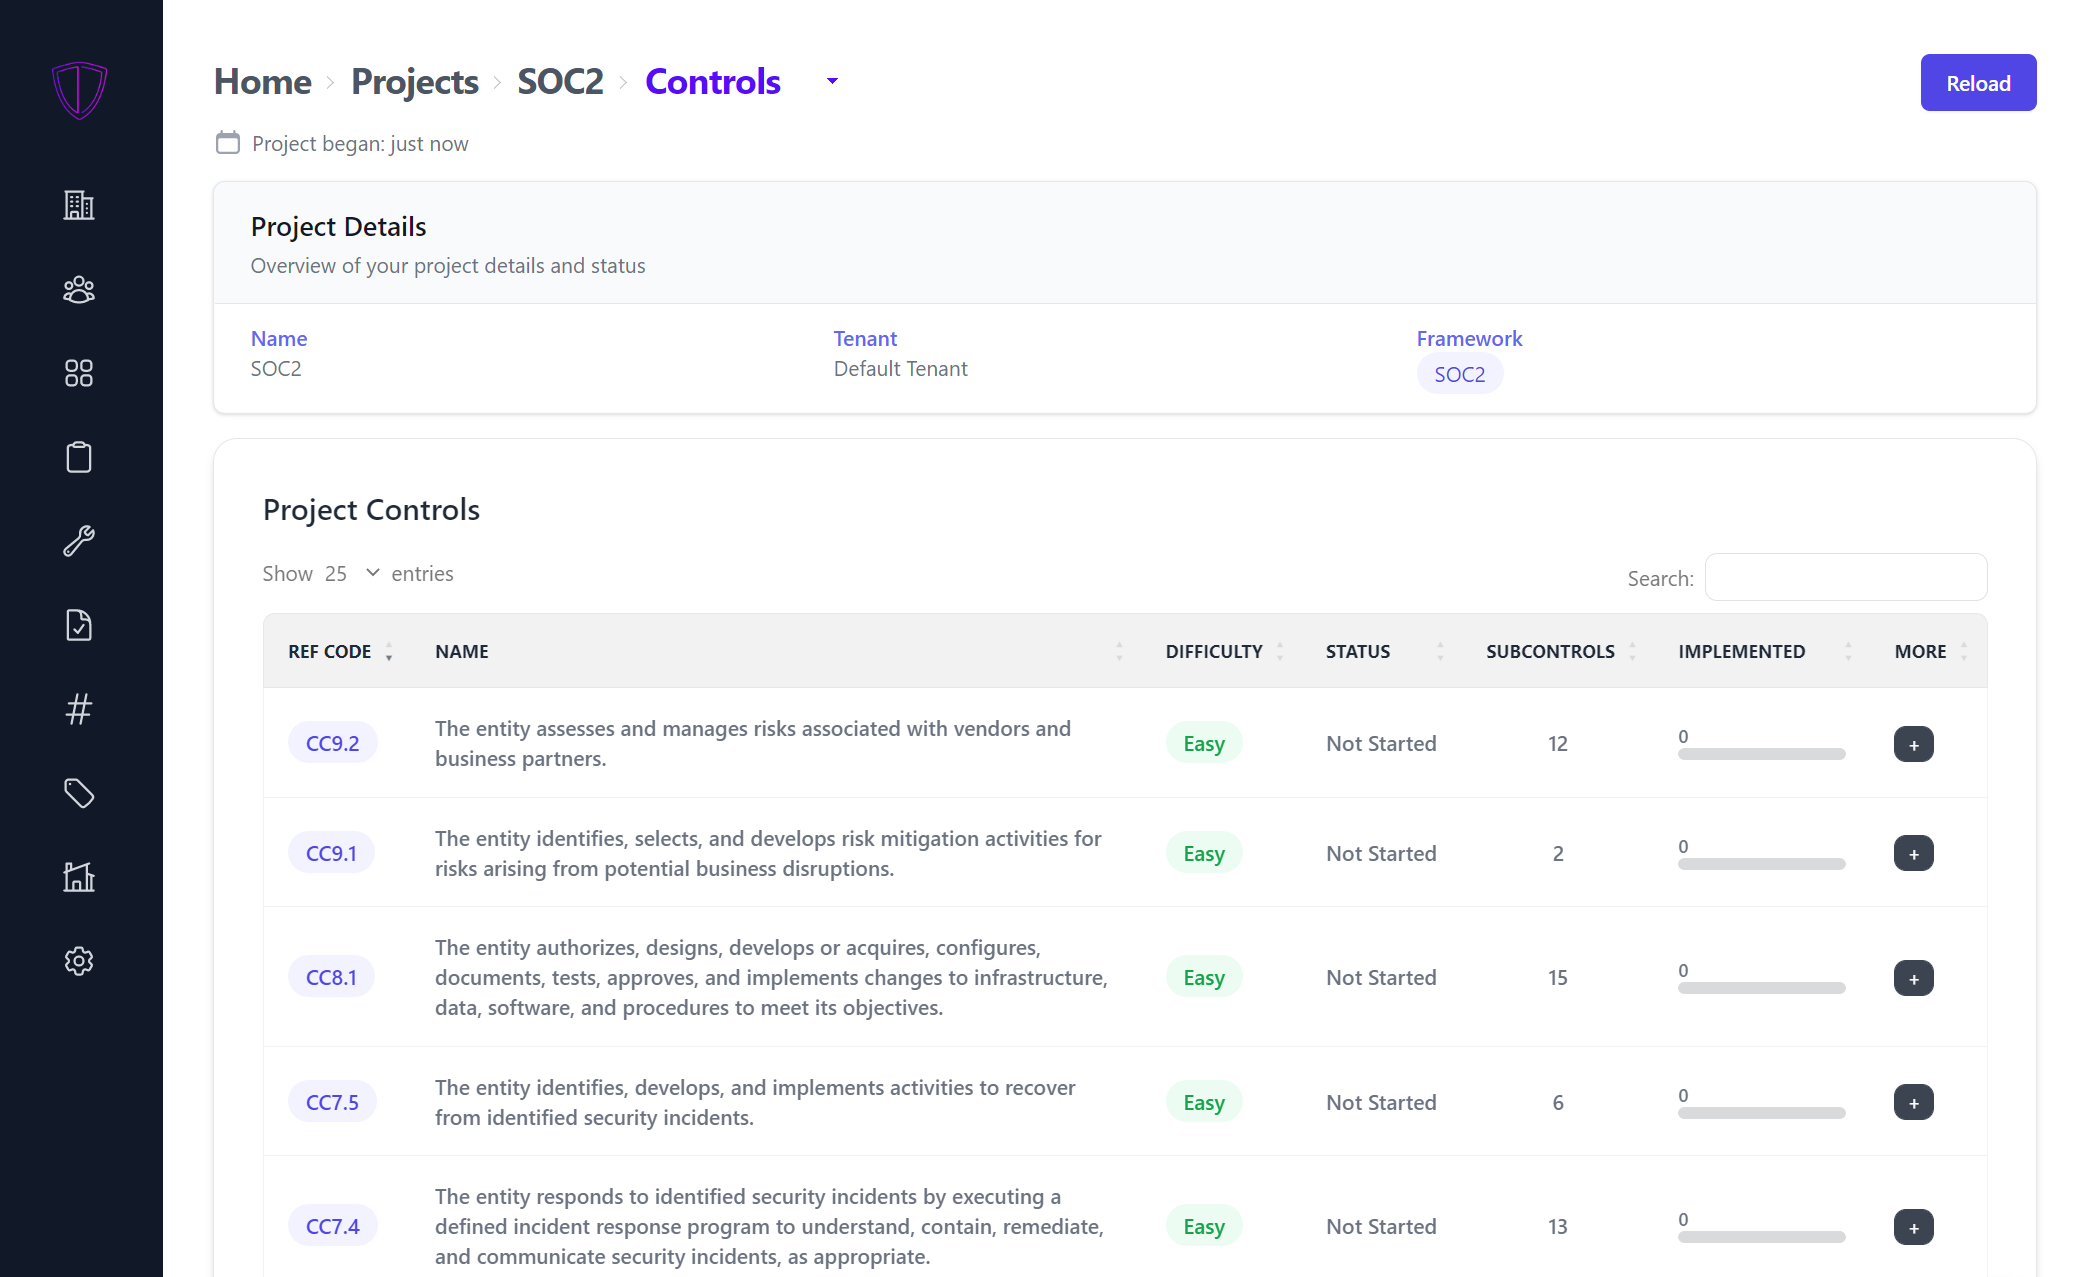 Home Projects SOC2 Controls
Reload
Project began: just now
Project Details
Overview of your project details and status
Name
SOC2
Tenant
Default Tenant
Framework
SOC2
Project Controls
Show 25 entries
Search:
REF CODE NAME DIFFICULTY STATUS SUBCONTROLS IMPLEMENTED MORE
CC9.2
The entity assesses and manages risks associated with vendors and
business partners.
Easy
Not Started
12
0
+
CC9.1
The entity identifies, selects, and develops risk mitigation activities for
risks arising from potential business disruptions.
Easy
Not Started
2
0
+
CC8.1
The entity authorizes, designs, develops or acquires, configures,
documents, tests, approves, and implements changes to infrastructure,
data, software, and procedures to meet its objectives.
Easy
Not Started
15
0
+
CC7.5
The entity identifies, develops, and implements activities to recover
from identified security incidents.
Easy
Not Started
6
0
+
CC7.4
The entity responds to identified security incidents by executing a
defined incident response program to understand, contain, remediate,
and communicate security incidents, as appropriate.
Easy
Not Started
13
0
+